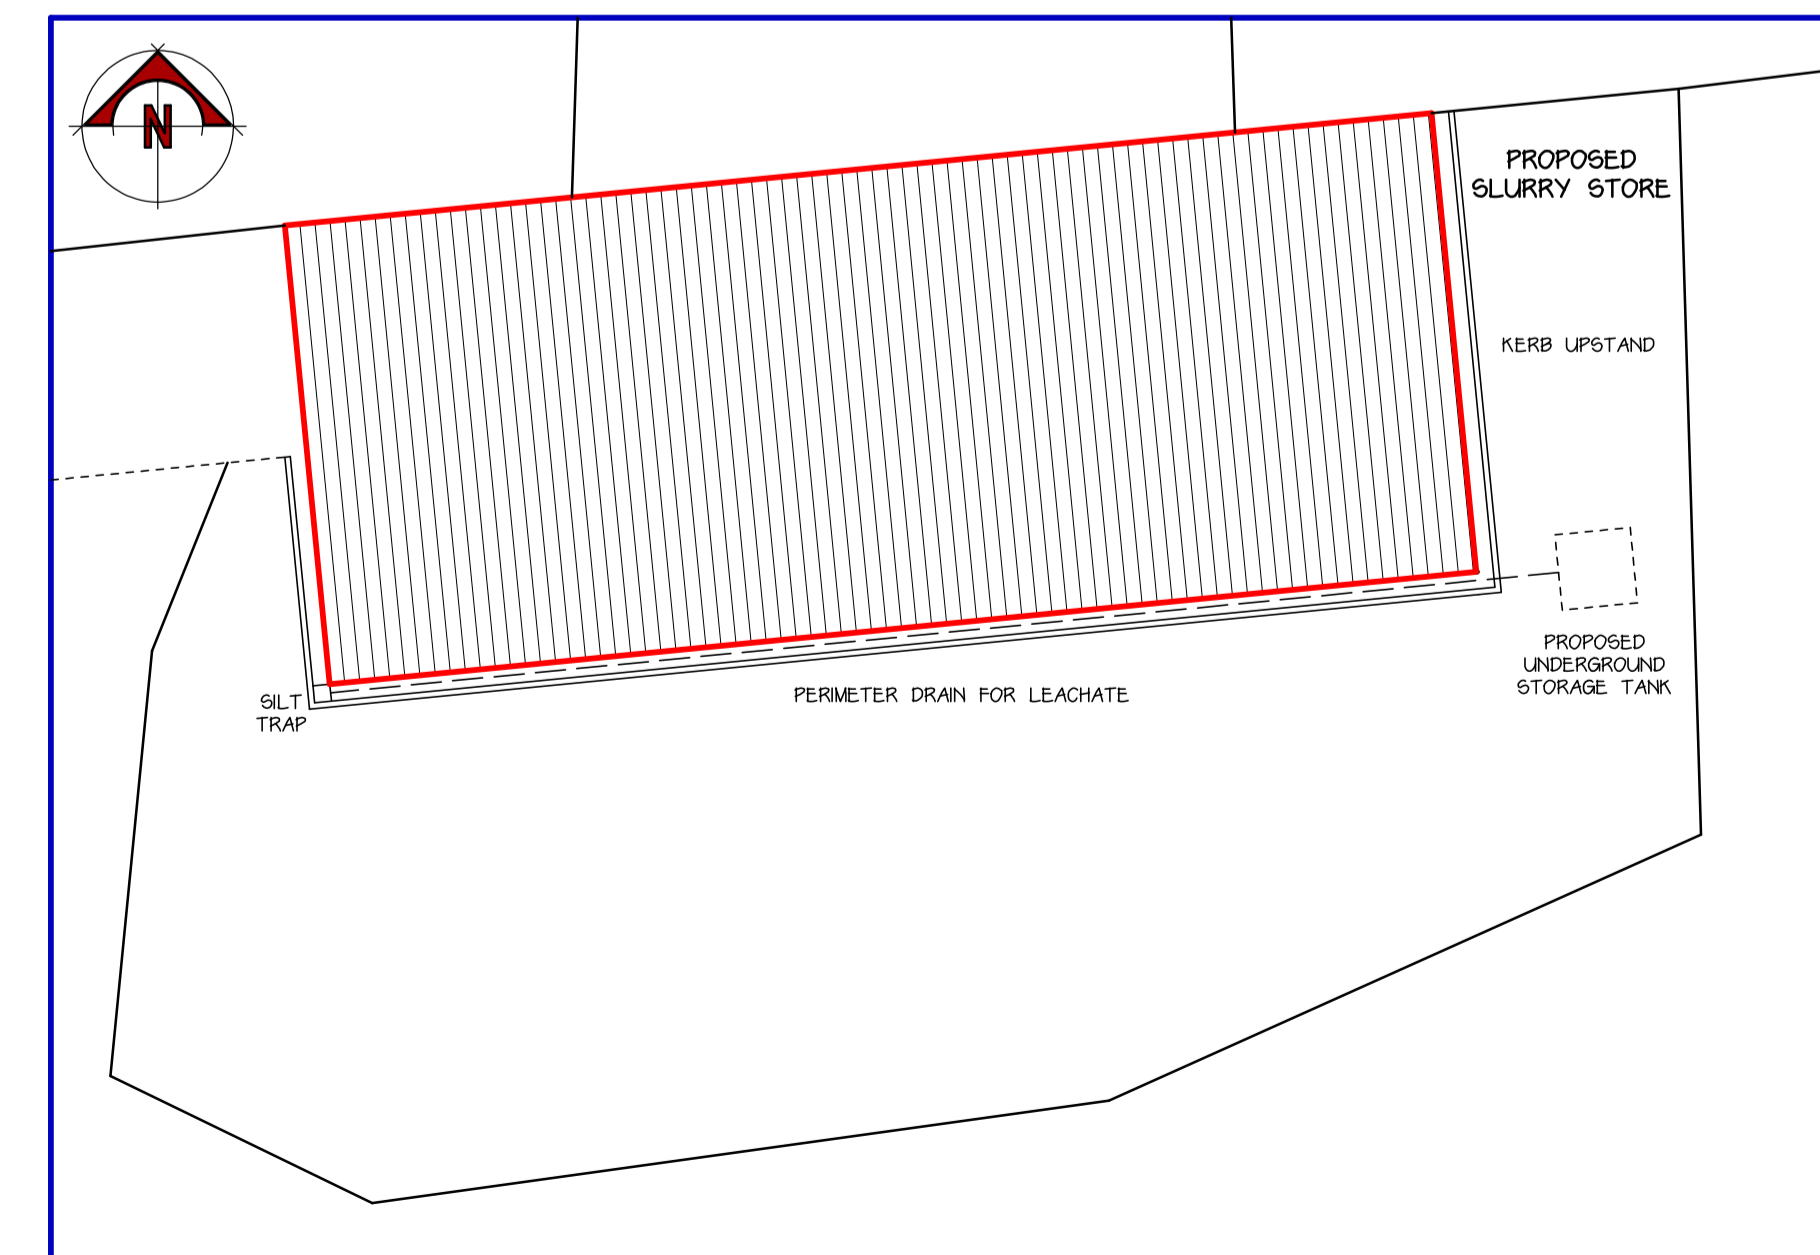 N
PROPOSED
SLURRY STORE
KERB UPSTAND
PROPOSED
UNDERGROUND
STORAGE TANK
SILT
TRAP
PERIMETER DRAIN FOR LEACHATE